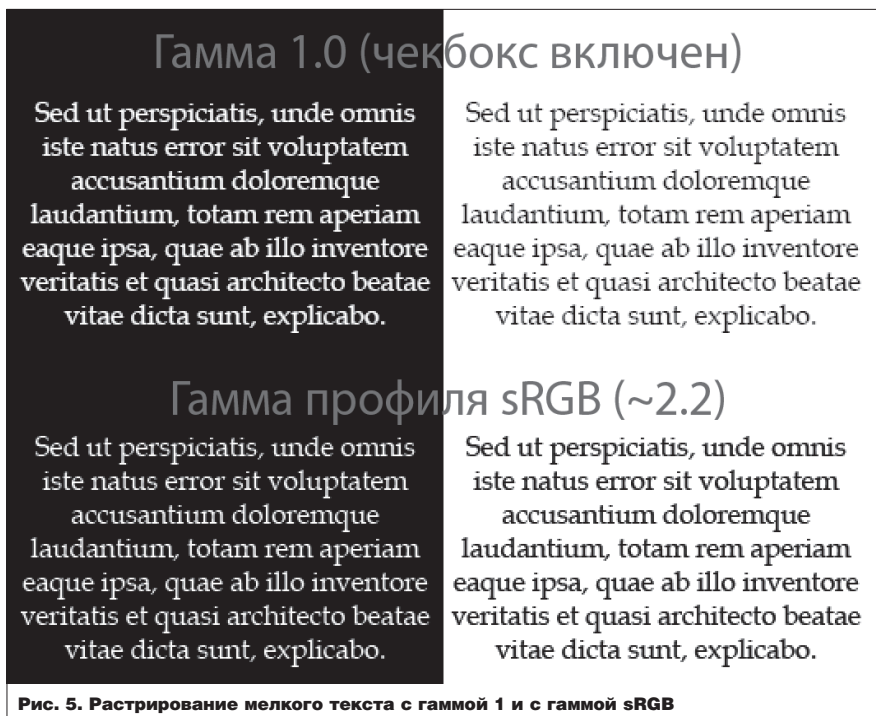 Гамма 1.0 (чекбокс включен)
Sed ut perspiciatis, unde omnis
iste natus error sit voluptatem
accusantium doloremque
laudantium, totam rem aperiam
eaque ipsa, quae ab illo inventore
veritatis et quasi architecto beatae
vitae dicta sunt, explicabo.
Sed ut perspiciatis, unde omnis
iste natus error sit voluptatem
accusantium doloremque
laudantium, totam rem aperiam
eaque ipsa, quae ab illo inventore
veritatis et quasi architecto beatae
vitae dicta sunt, explicabo.
Гамма профиля sRGB (~2.2)
Sed ut perspiciatis, unde omnis
iste natus error sit voluptatem
accusantium doloremque
laudantium, totam rem aperiam
eaque ipsa, quae ab illo inventore
veritatis et quasi architecto beatae
vitae dicta sunt, explicabo.
Sed ut perspiciatis, unde omnis
iste natus error sit voluptatem
accusantium doloremque
laudantium, totam rem aperiam
eaque ipsa, quae ab illo inventore
veritatis et quasi architecto beatae
vitae dicta sunt, explicabo.
Рис. 5. Растрирование мелкого текста с гаммой 1 и с гаммой sRGB